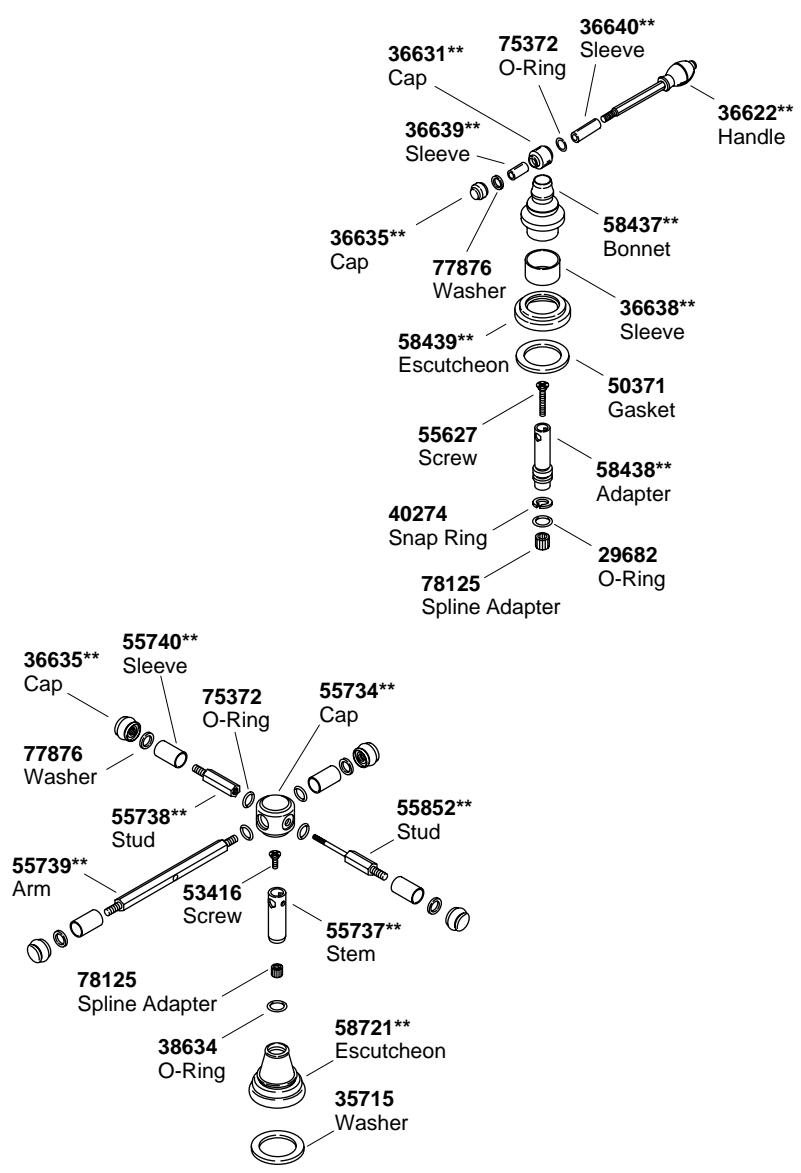 36640**
Sleeve
75372
O-Ring
36631**
Cap
36622**
Handle
36639**
Sleeve
58437**
Bonnet
36635**
Cap
77876
Washer
36638**
Sleeve
58439**
Escutcheon
50371
Gasket
55627
Screw
58438**
Adapter
40274
Snap Ring
29682
O-Ring
78125
Spline Adapter
55740**
Sleeve
36635**
Cap
75372
O-Ring
55734**
Cap
77876
Washer
55738**
Stud
55852**
Stud
55739**
Arm
53416
Screw
55737**
Stem
78125
Spline Adapter
38634
O-Ring
58721**
Escutcheon
35715
Washer